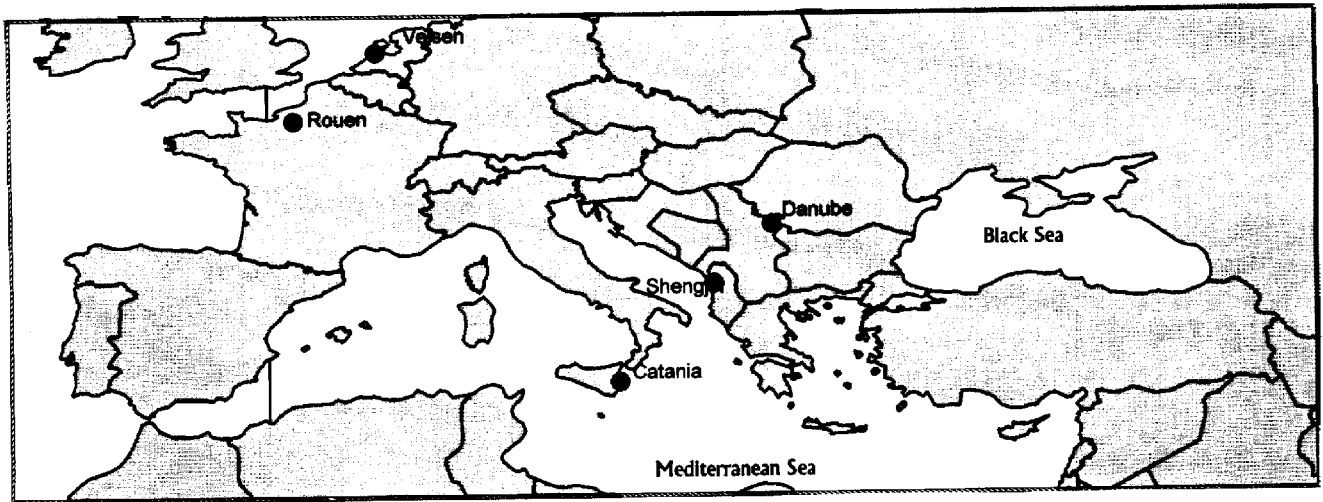 Velsen
Rouen
Danube
Black Sea
Shengjin
Catania
Mediterranean Sea